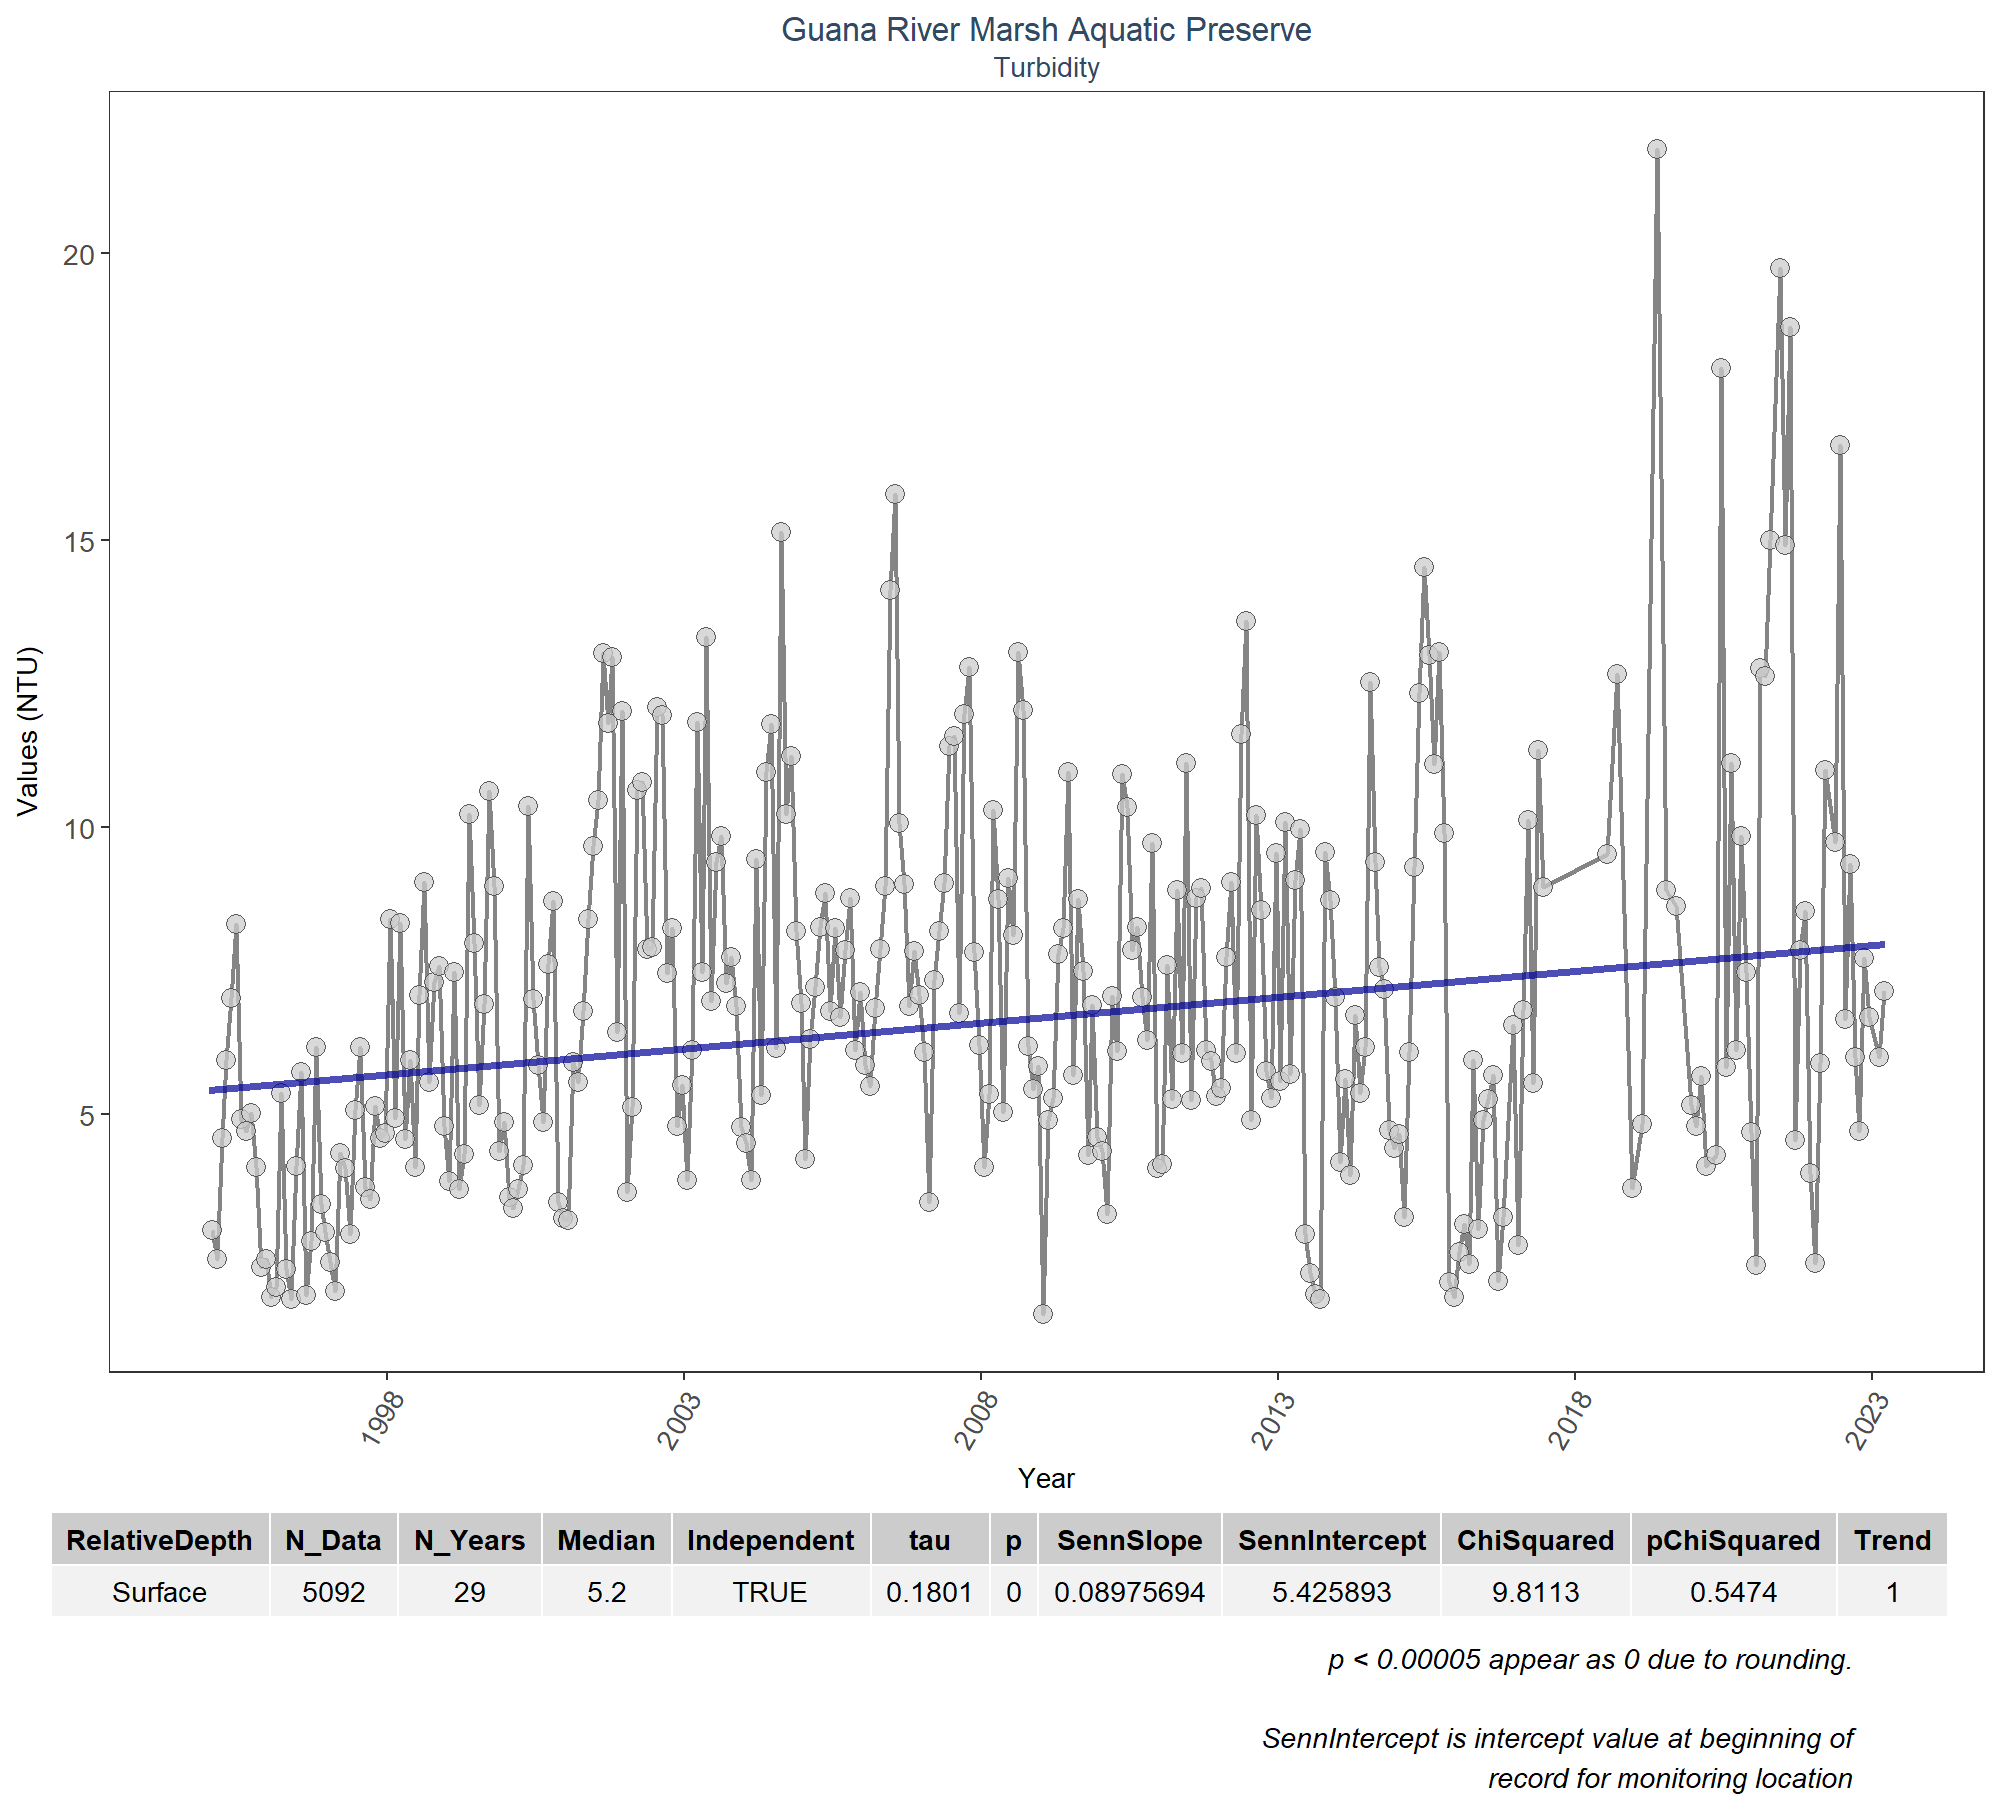 Guana River Marsh Aquatic Preserve
Turbidity
Values (NTU)
20
15
10
5
1998 2003 2008 2013 2018 2023
Year
RelativeDepth N_Data N_Years Median Independent tau p SennSlope SennIntercept ChiSquared pChiSquared Trend
Surface 5092 29 5.2 TRUE 0.1801 0 0.08975694 5.425893 9.8113 0.5474 1
p < 0.00005 appear as 0 due to rounding.
SennIntercept is intercept value at beginning of
record for monitoring location